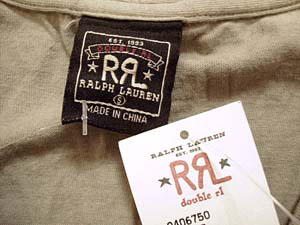 EST. 1993
DOUBLE RL
RRL
RALPH LAUREN
S
MADE IN CHINA
RALPH LAUREN
EST. 1993
RRL
double rl
0406750